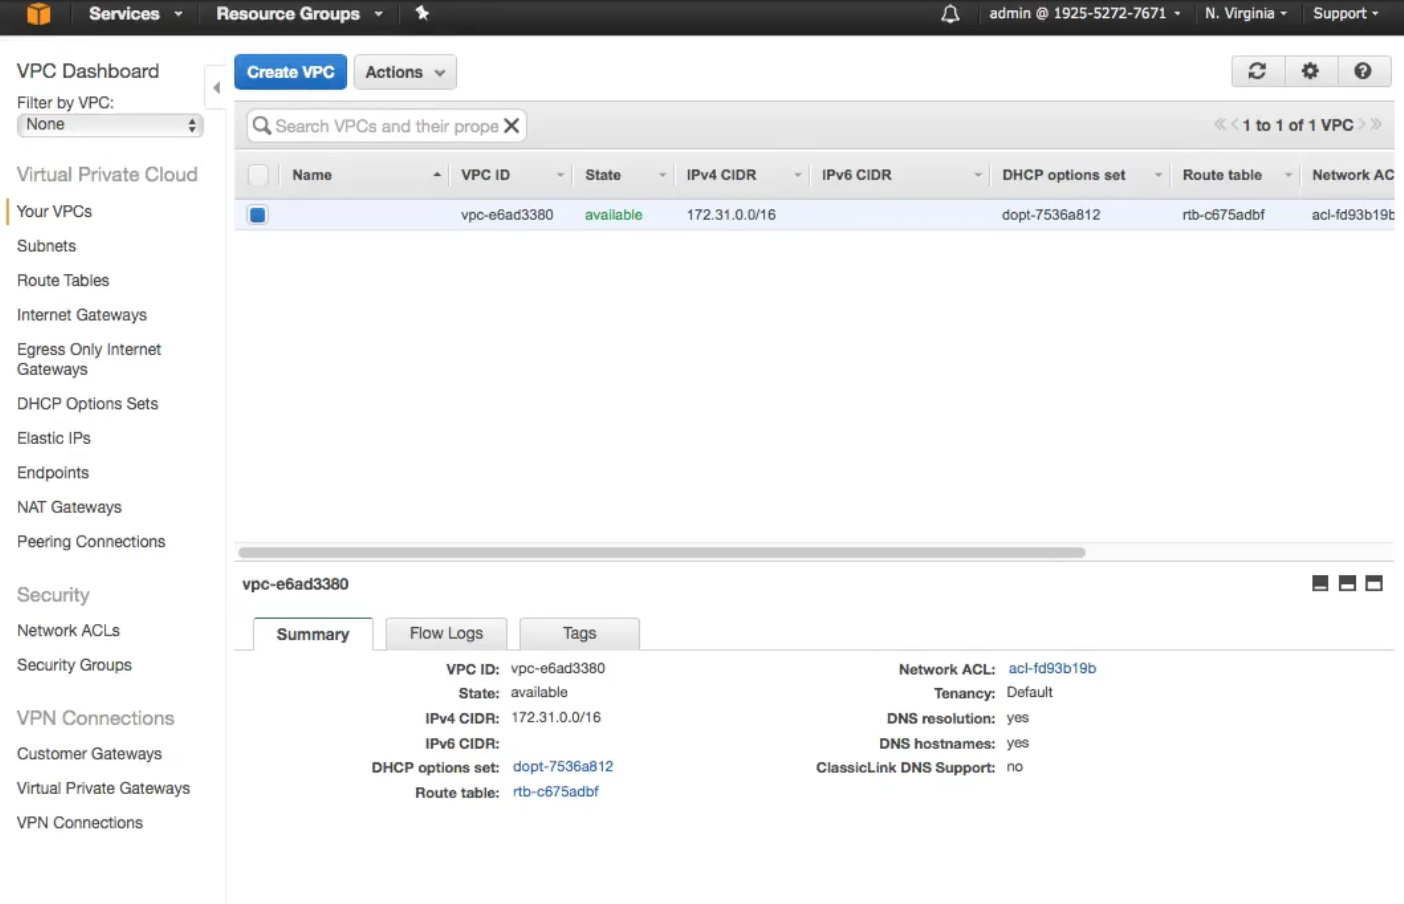 Services Resource Groups admin @ 1925-5272-7671 N. Virginia Support
VPC Dashboard
Filter by VPC:
None
Virtual Private Cloud
Your VPCs
Subnets
Route Tables
Internet Gateways
Egress Only Internet
Gateways
DHCP Options Sets
Elastic IPs
Endpoints
NAT Gateways
Peering Connections
Security
Network ACLs
Security Groups
VPN Connections
Customer Gateways
Virtual Private Gateways
VPN Connections
Create VPC Actions
Search VPCs and their prope 1 to 1 of 1 VPC
Name VPC ID State IPv4 CIDR IPv6 CIDR DHCP options set Route table Network AC
vpc-e6ad3380 available 172.31.0.0/16 dopt-7536a812 rtb-c675adbf acl-fd93b19b
vpc-e6ad3380
Summary Flow Logs Tags
VPC ID: vpc-e6ad3380 Network ACL: acl-fd93b19b
State: available Tenancy: Default
IPv4 CIDR: 172.31.0.0/16 DNS resolution: yes
IPv6 CIDR: DNS hostnames: yes
DHCP options set: dopt-7536a812 ClassicLink DNS Support: no
Route table: rtb-c675adbf